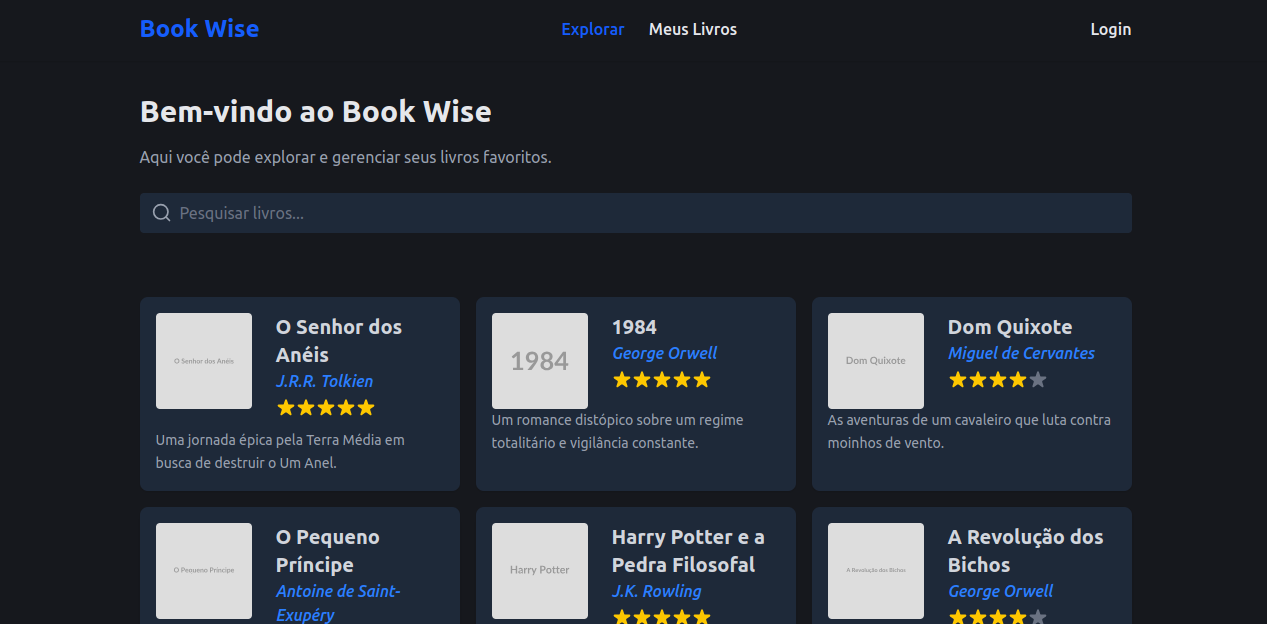 Book Wise
Explorar
Meus Livros
Login
Bem-vindo ao Book Wise
Aqui você pode explorar e gerenciar seus livros favoritos.
Pesquisar livros...
O Senhor dos Anéis
O Senhor dos
Anéis
J.R.R. Tolkien
Uma jornada épica pela Terra Média em
busca de destruir o Um Anel.
1984
1984
George Orwell
Um romance distópico sobre um regime
totalitário e vigilância constante.
Dom Quixote
Dom Quixote
Miguel de Cervantes
As aventuras de um cavaleiro que luta contra
moinhos de vento.
O Pequeno Príncipe
O Pequeno
Príncipe
Antoine de Saint-
Exupéry
Harry Potter
Harry Potter e a
Pedra Filosofal
J.K. Rowling
A Revolução dos Bichos
A Revolução dos
Bichos
George Orwell